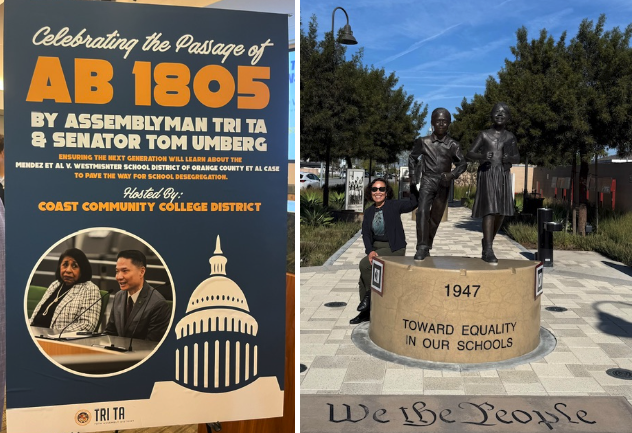 Celebrating the Passage of
AB 1805
BY ASSEMBLYMAN TRI TA
& SENATOR TOM UMBERG
ENSURING THE NEXT GENERATION WILL LEARN ABOUT THE
MENDEZ ET AL V. WESTMISNTER SCHOOL DISTRICT OF ORANGE COUNTY ET AL CASE
TO PAVE THE WAY FOR SCHOOL DESEGREGATION.
Hosted By:
COAST COMMUNITY COLLEGE DISTRICT
TRI TA
1947
TOWARD EQUALITY
IN OUR SCHOOLS
We the People